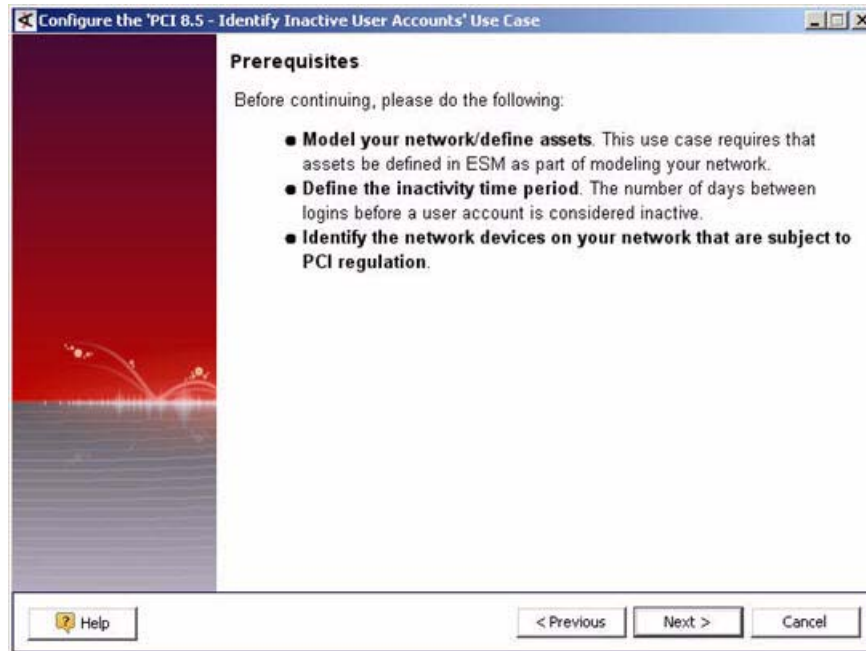 Configure the 'PCI 8.5 - Identify Inactive User Accounts' Use Case
Prerequisites
Before continuing, please do the following:
● Model your network/define assets. This use case requires that
assets be defined in ESM as part of modeling your network.
● Define the inactivity time period. The number of days between
logins before a user account is considered inactive.
● Identify the network devices on your network that are subject to
PCI regulation.
Help
< Previous
Next >
Cancel